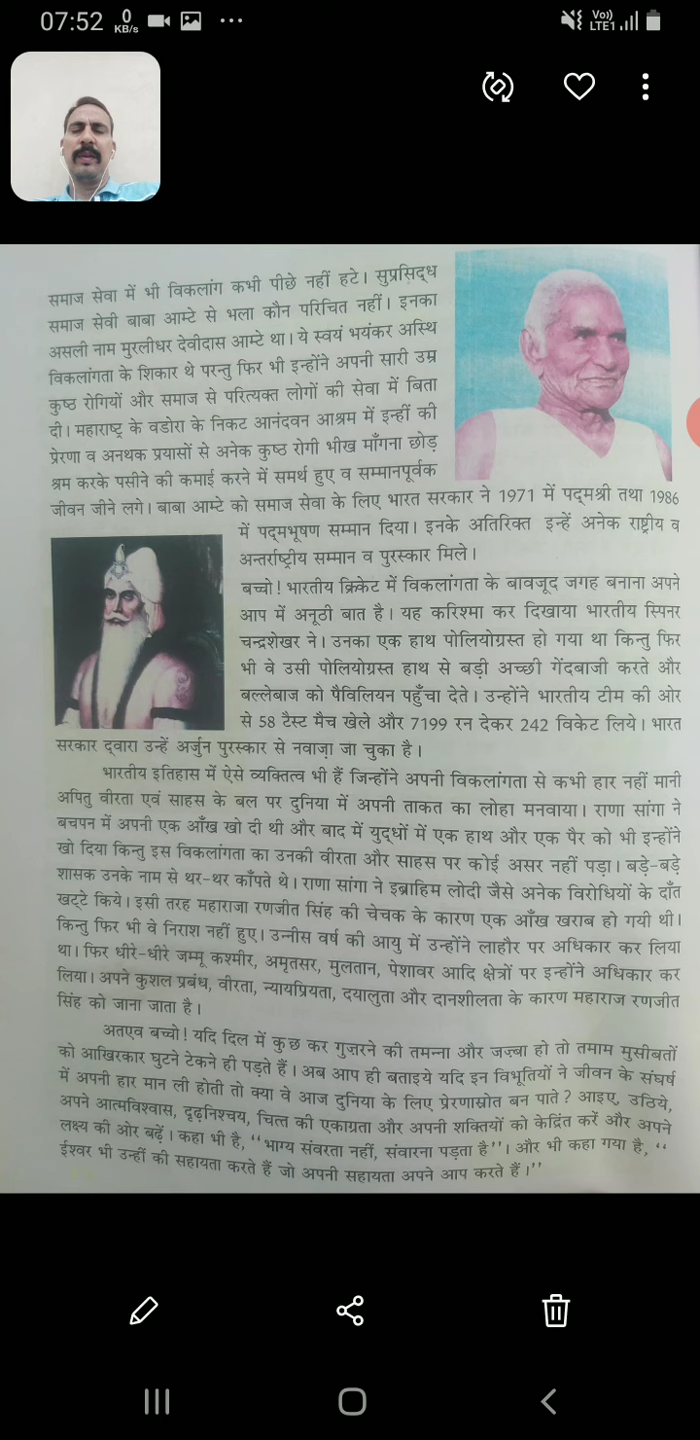 07:52
0
KB/s
Vo))
LTE1
समाज सेवा में भी विकलांग कभी पीछे नहीं हटे। सुप्रसिद्ध
समाज सेवी बाबा आम्टे से भला कौन परिचित नहीं। इनका
असली नाम मुरलीधर देवीदास आम्टे था। ये स्वयं भयंकर अस्थि
विकलांगता के शिकार थे परन्तु फिर भी इन्होंने अपनी सारी उम्र
कुष्ठ रोगियों और समाज से परित्यक्त लोगों की सेवा में बिता
दी। महाराष्ट्र के वडोरा के निकट आनंदवन आश्रम में इन्हीं की
प्रेरणा व अनथक प्रयासों से अनेक कुष्ठ रोगी भीख माँगना छोड़
श्रम करके पसीने की कमाई करने में समर्थ हुए व सम्मानपूर्वक
जीवन जीने लगे। बाबा आम्टे को समाज सेवा के लिए भारत सरकार ने 1971 में पद्मश्री तथा 1986
में पद्मभूषण सम्मान दिया। इनके अतिरिक्त इन्हें अनेक राष्ट्रीय व
अन्तर्राष्ट्रीय सम्मान व पुरस्कार मिले।
बच्चो! भारतीय क्रिकेट में विकलांगता के बावजूद जगह बनाना अपने
आप में अनूठी बात है। यह करिश्मा कर दिखाया भारतीय स्पिनर
चन्द्रशेखर ने। उनका एक हाथ पोलियोग्रस्त हो गया था किन्तु फिर
भी वे उसी पोलियोग्रस्त हाथ से बड़ी अच्छी गेंदबाजी करते और
बल्लेबाज को पैविलियन पहुँचा देते। उन्होंने भारतीय टीम की ओर
से 58 टैस्ट मैच खेले और 7199 रन देकर 242 विकेट लिये। भारत
सरकार द्वारा उन्हें अर्जुन पुरस्कार से नवाज़ा जा चुका है।
भारतीय इतिहास में ऐसे व्यक्तित्व भी हैं जिन्होंने अपनी विकलांगता से कभी हार नहीं मानी
अपितु वीरता एवं साहस के बल पर दुनिया में अपनी ताकत का लोहा मनवाया। राणा सांगा ने
बचपन में अपनी एक आँख खो दी थी और बाद में युद्धों में एक हाथ और एक पैर को भी इन्होंने
खो दिया किन्तु इस विकलांगता का उनकी वीरता और साहस पर कोई असर नहीं पड़ा। बड़े-बड़े
शासक उनके नाम से थर-थर काँपते थे। राणा सांगा ने इब्राहिम लोदी जैसे अनेक विरोधियों के दाँत
खट्टे किये। इसी तरह महाराजा रणजीत सिंह की चेचक के कारण एक आँख खराब हो गयी थी।
किन्तु फिर भी वे निराश नहीं हुए। उन्नीस वर्ष की आयु में उन्होंने लाहौर पर अधिकार कर लिया
था। फिर धीरे-धीरे जम्मू कश्मीर, अमृतसर, मुलतान, पेशावर आदि क्षेत्रों पर इन्होंने अधिकार कर
लिया। अपने कुशल प्रबंध, वीरता, न्यायप्रियता, दयालुता और दानशीलता के कारण महाराज रणजीत
सिंह को जाना जाता है।
अतएव बच्चो! यदि दिल में कुछ कर गुज़रने की तमन्ना और जज़्बा हो तो तमाम मुसीबतों
को आखिरकार घुटने टेकने ही पड़ते हैं। अब आप ही बताइये यदि इन विभूतियों ने जीवन के संघर्ष
में अपनी हार मान ली होती तो क्या वे आज दुनिया के लिए प्रेरणास्रोत बन पाते? आइए, उठिये,
अपने आत्मविश्वास, दृढ़निश्चय, चित्त की एकाग्रता और अपनी शक्तियों को केंद्रित करें और अपने
लक्ष्य की ओर बढ़ें। कहा भी है, ‘‘भाग्य संवरता नहीं, संवारना पड़ता है’’। और भी कहा गया है, ‘‘
ईश्वर भी उन्हीं की सहायता करते हैं जो अपनी सहायता अपने आप करते हैं।’’